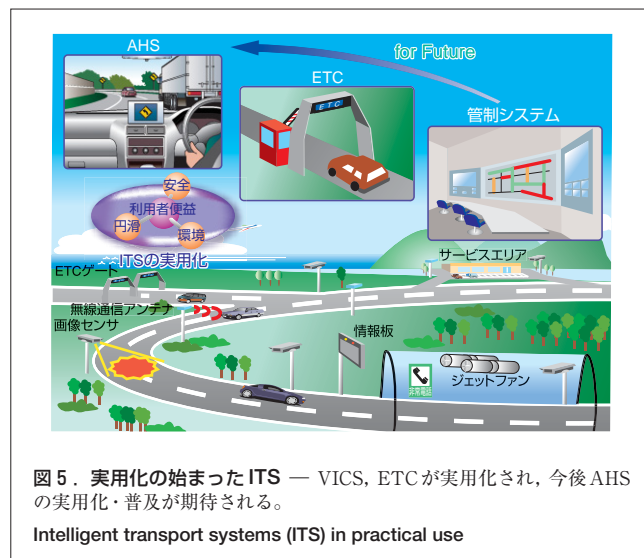 AHS
for Future
ETC
ETC
管制システム
安全
利用者便益
円滑
環境
ITSの実用化
ETCゲート
サービスエリア
無線通信アンテナ
画像センサ
情報板
ジェットファン
非常電話
図5．実用化の始まったITS ― VICS, ETCが実用化され, 今後AHS
の実用化・普及が期待される。
Intelligent transport systems (ITS) in practical use